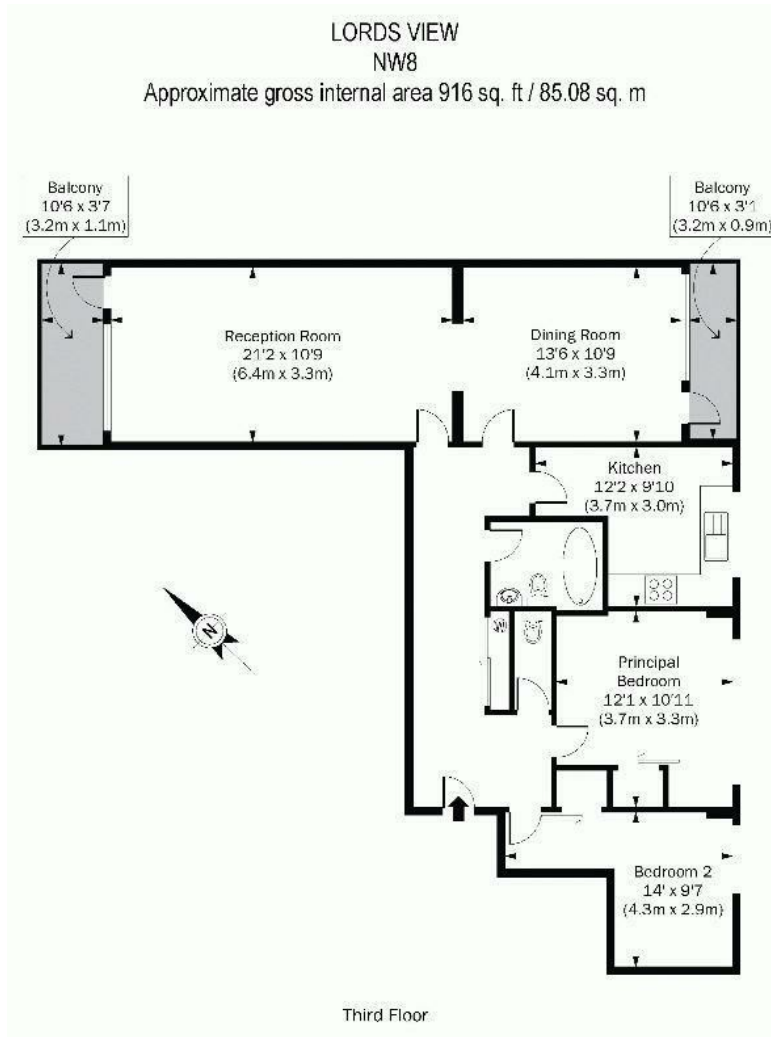 LORDS VIEW
NW8
Approximate gross internal area 916 sq. ft / 85.08 sq. m
Balcony
10'6 x 3'7
(3.2m x 1.1m)
Balcony
10'6 x 3'1
(3.2m x 0.9m)
Reception Room
21'2 x 10'9
(6.4m x 3.3m)
Dining Room
13'6 x 10'9
(4.1m x 3.3m)
Kitchen
12'2 x 9'10
(3.7m x 3.0m)
N
Principal
Bedroom
12'1 x 10'11
(3.7m x 3.3m)
Bedroom 2
14' x 9'7
(4.3m x 2.9m)
Third Floor